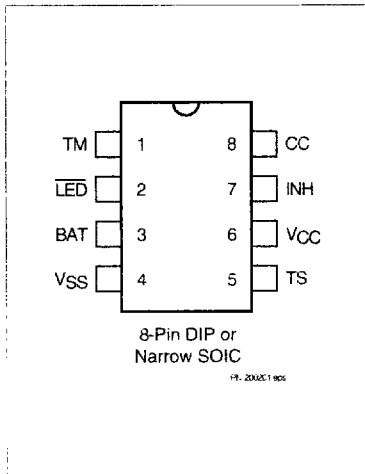 TM 1 8 CC
LED 2 7 INH
BAT 3 6 VCC
VSS 4 5 TS
8-Pin DIP or
Narrow SOIC